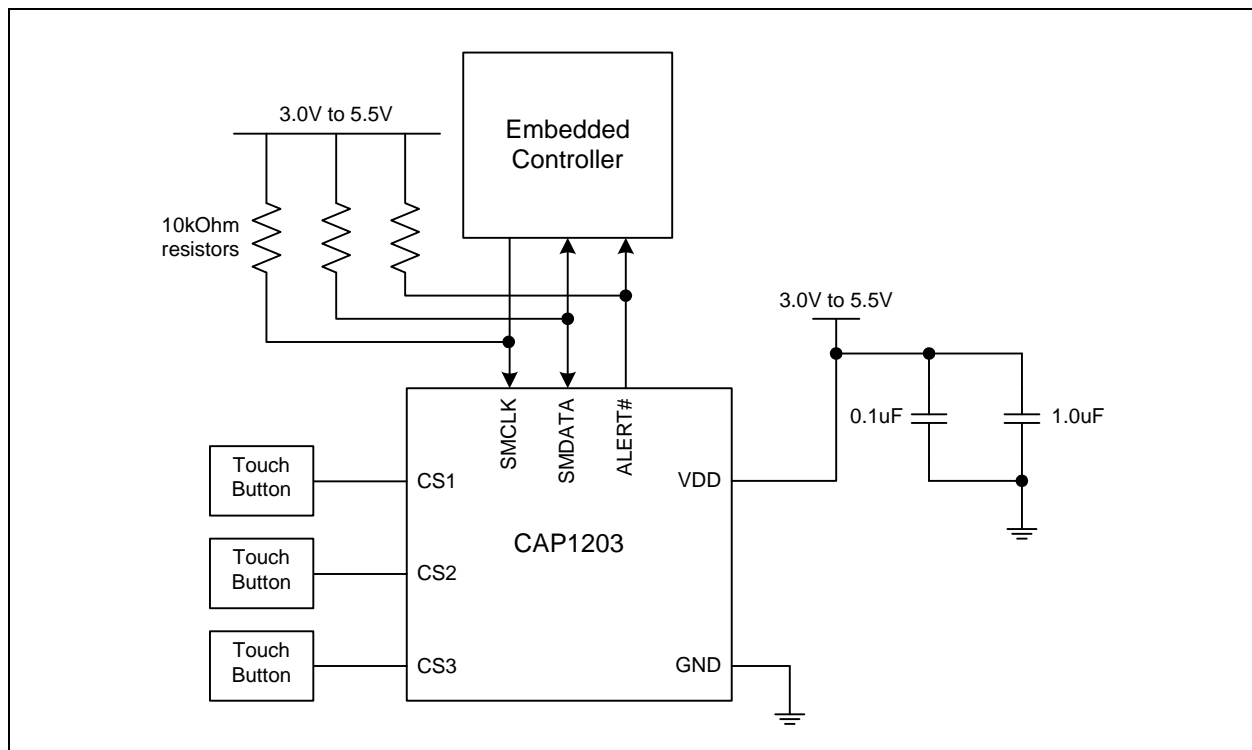 3.0V to 5.5V
Embedded
Controller
10kOhm
resistors
3.0V to 5.5V
0.1uF
1.0uF
SMCLK
SMDATA
ALERT#
Touch
Button
CS1
VDD
CAP1203
Touch
Button
CS2
Touch
Button
CS3
GND